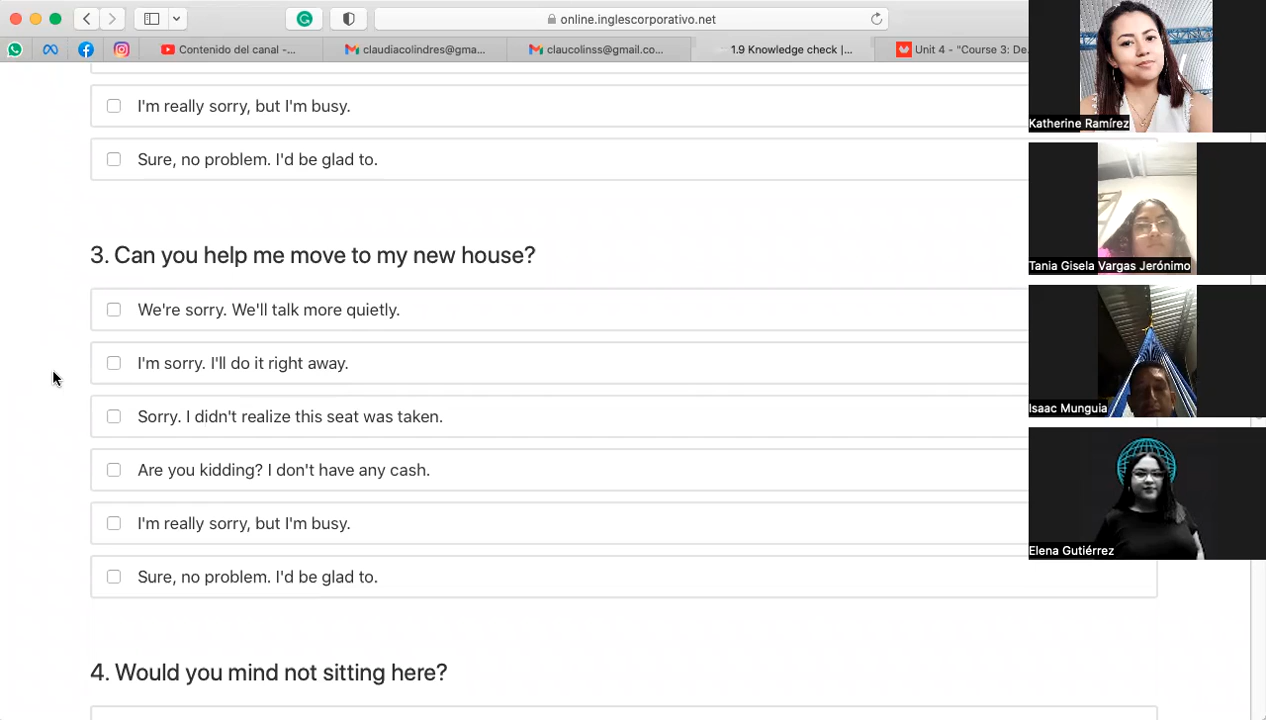 online.inglescorporativo.net
Contenido del canal -...
claudiacolindres@gma...
claucolinss@gmail.co...
1.9 Knowledge check |...
Unit 4 - "Course 3: De
I'm really sorry, but I'm busy.
Sure, no problem. I'd be glad to.
3. Can you help me move to my new house?
We're sorry. We'll talk more quietly.
I'm sorry. I'll do it right away.
Sorry. I didn't realize this seat was taken.
Are you kidding? I don't have any cash.
I'm really sorry, but I'm busy.
Sure, no problem. I'd be glad to.
4. Would you mind not sitting here?
Katherine Ramírez
Tania Gisela Vargas Jerónimo
Isaac Munguia
Elena Gutiérrez